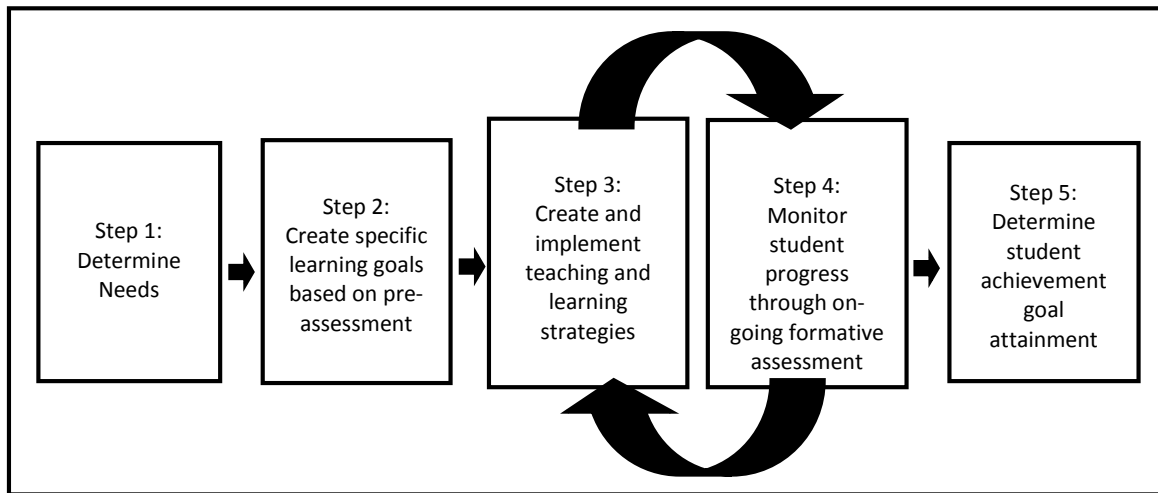 Step 1:
Determine
Needs
Step 2:
Create specific
learning goals
based on pre-
assessment
Step 3:
Create and
implement
teaching and
learning
strategies
Step 4:
Monitor
student
progress
through on-
going formative
assessment
Step 5:
Determine
student
achievement
goal
attainment